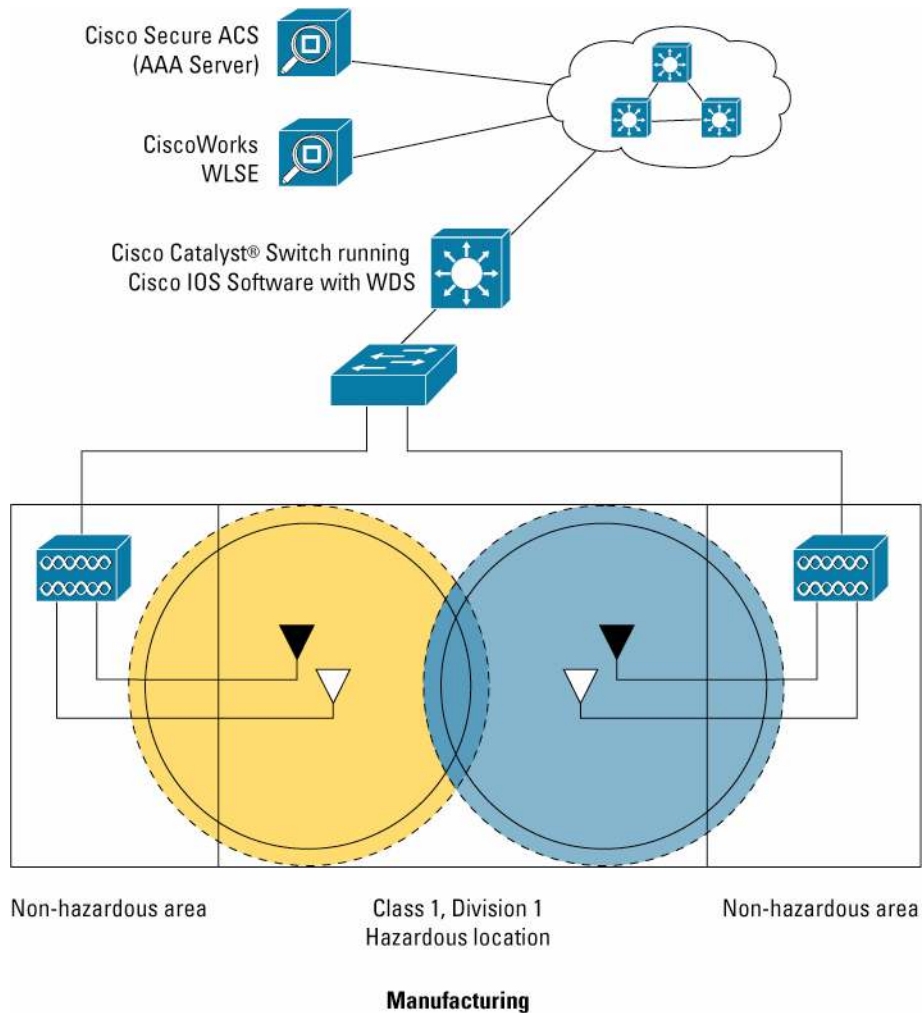 Cisco Secure ACS
(AAA Server)
CiscoWorks
WLSE
Cisco Catalyst® Switch running
Cisco IOS Software with WDS
Non-hazardous area
Class 1, Division 1
Hazardous location
Non-hazardous area
Manufacturing